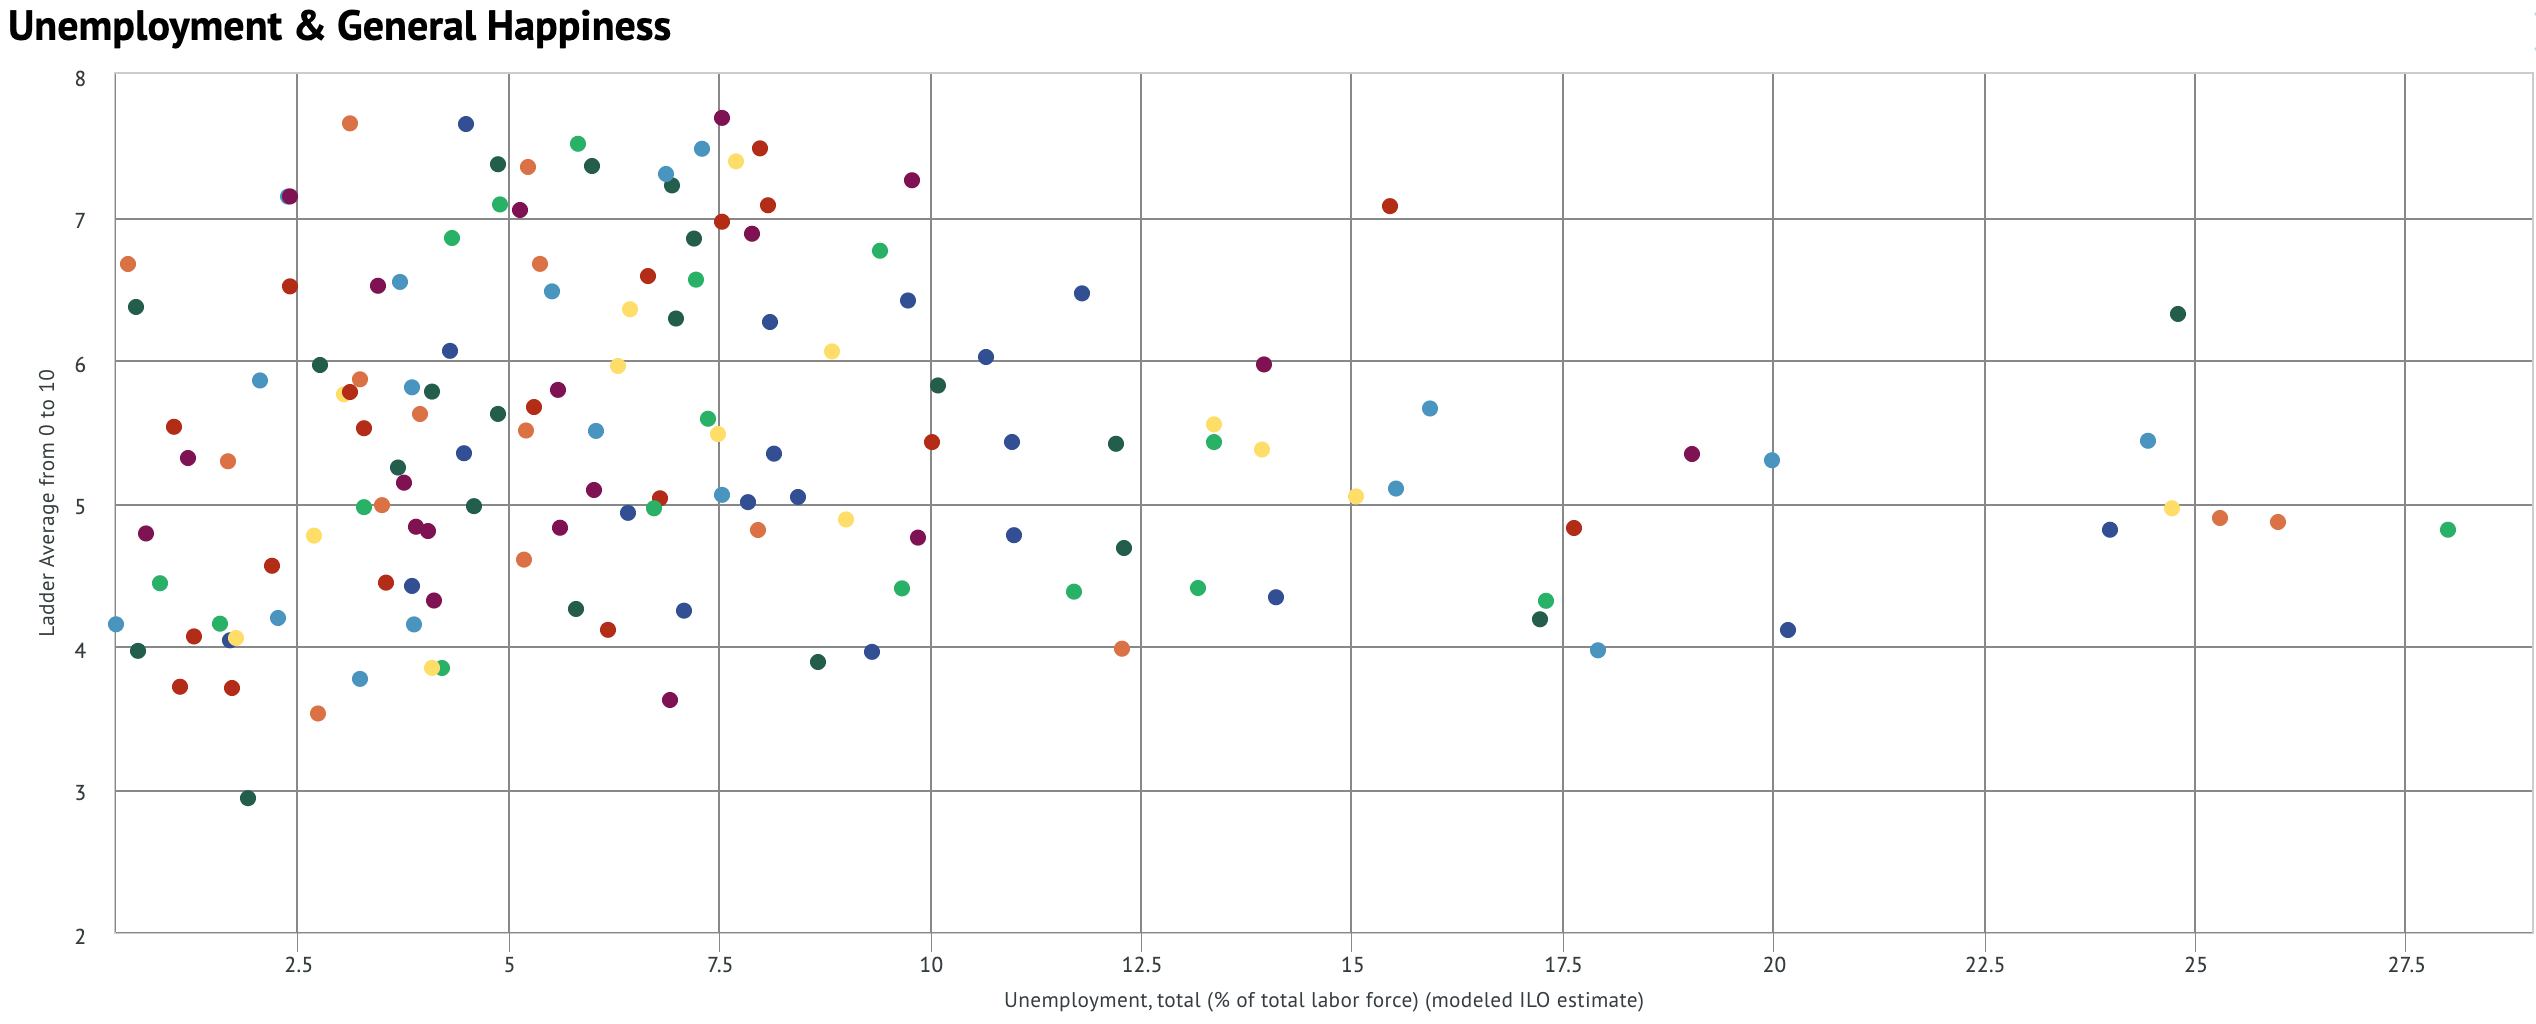 Unemployment & General Happiness
8
7
6
5
4
3
2
Ladder Average from 0 to 10
2.5 5 7.5 10 12.5 15 17.5 20 22.5 25 27.5
Unemployment, total (% of total labor force) (modeled ILO estimate)